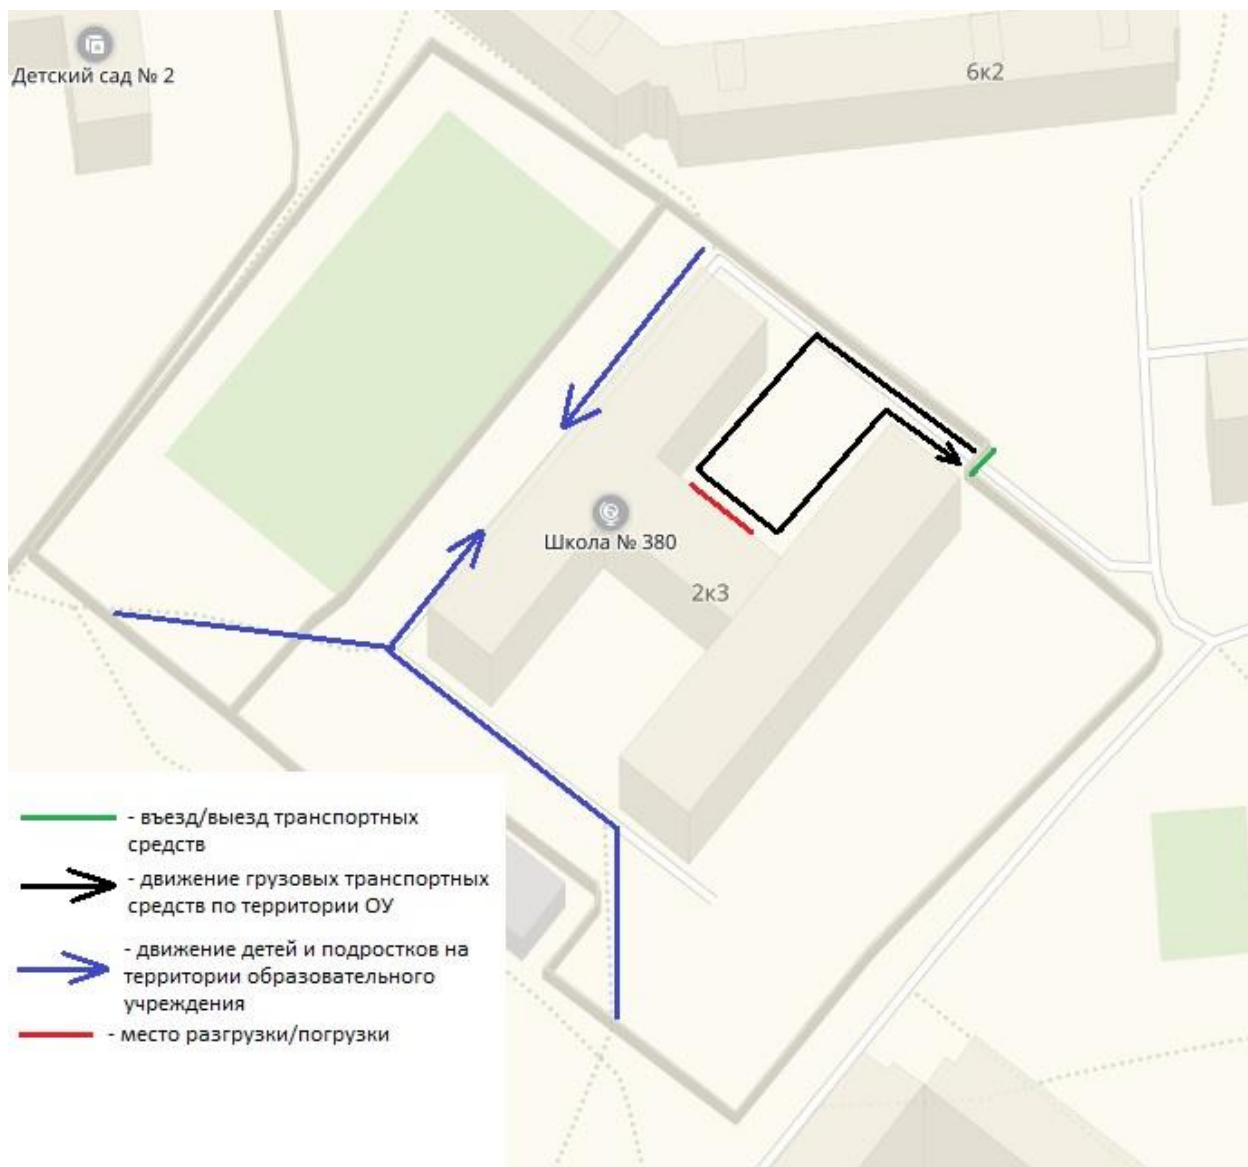 Детский сад № 2
6к2
Школа № 380
2к3
- въезд/выезд транспортных
средств
- движение грузовых транспортных
средств по территории ОУ
- движение детей и подростков на
территории образовательного
учреждения
- место разгрузки/погрузки